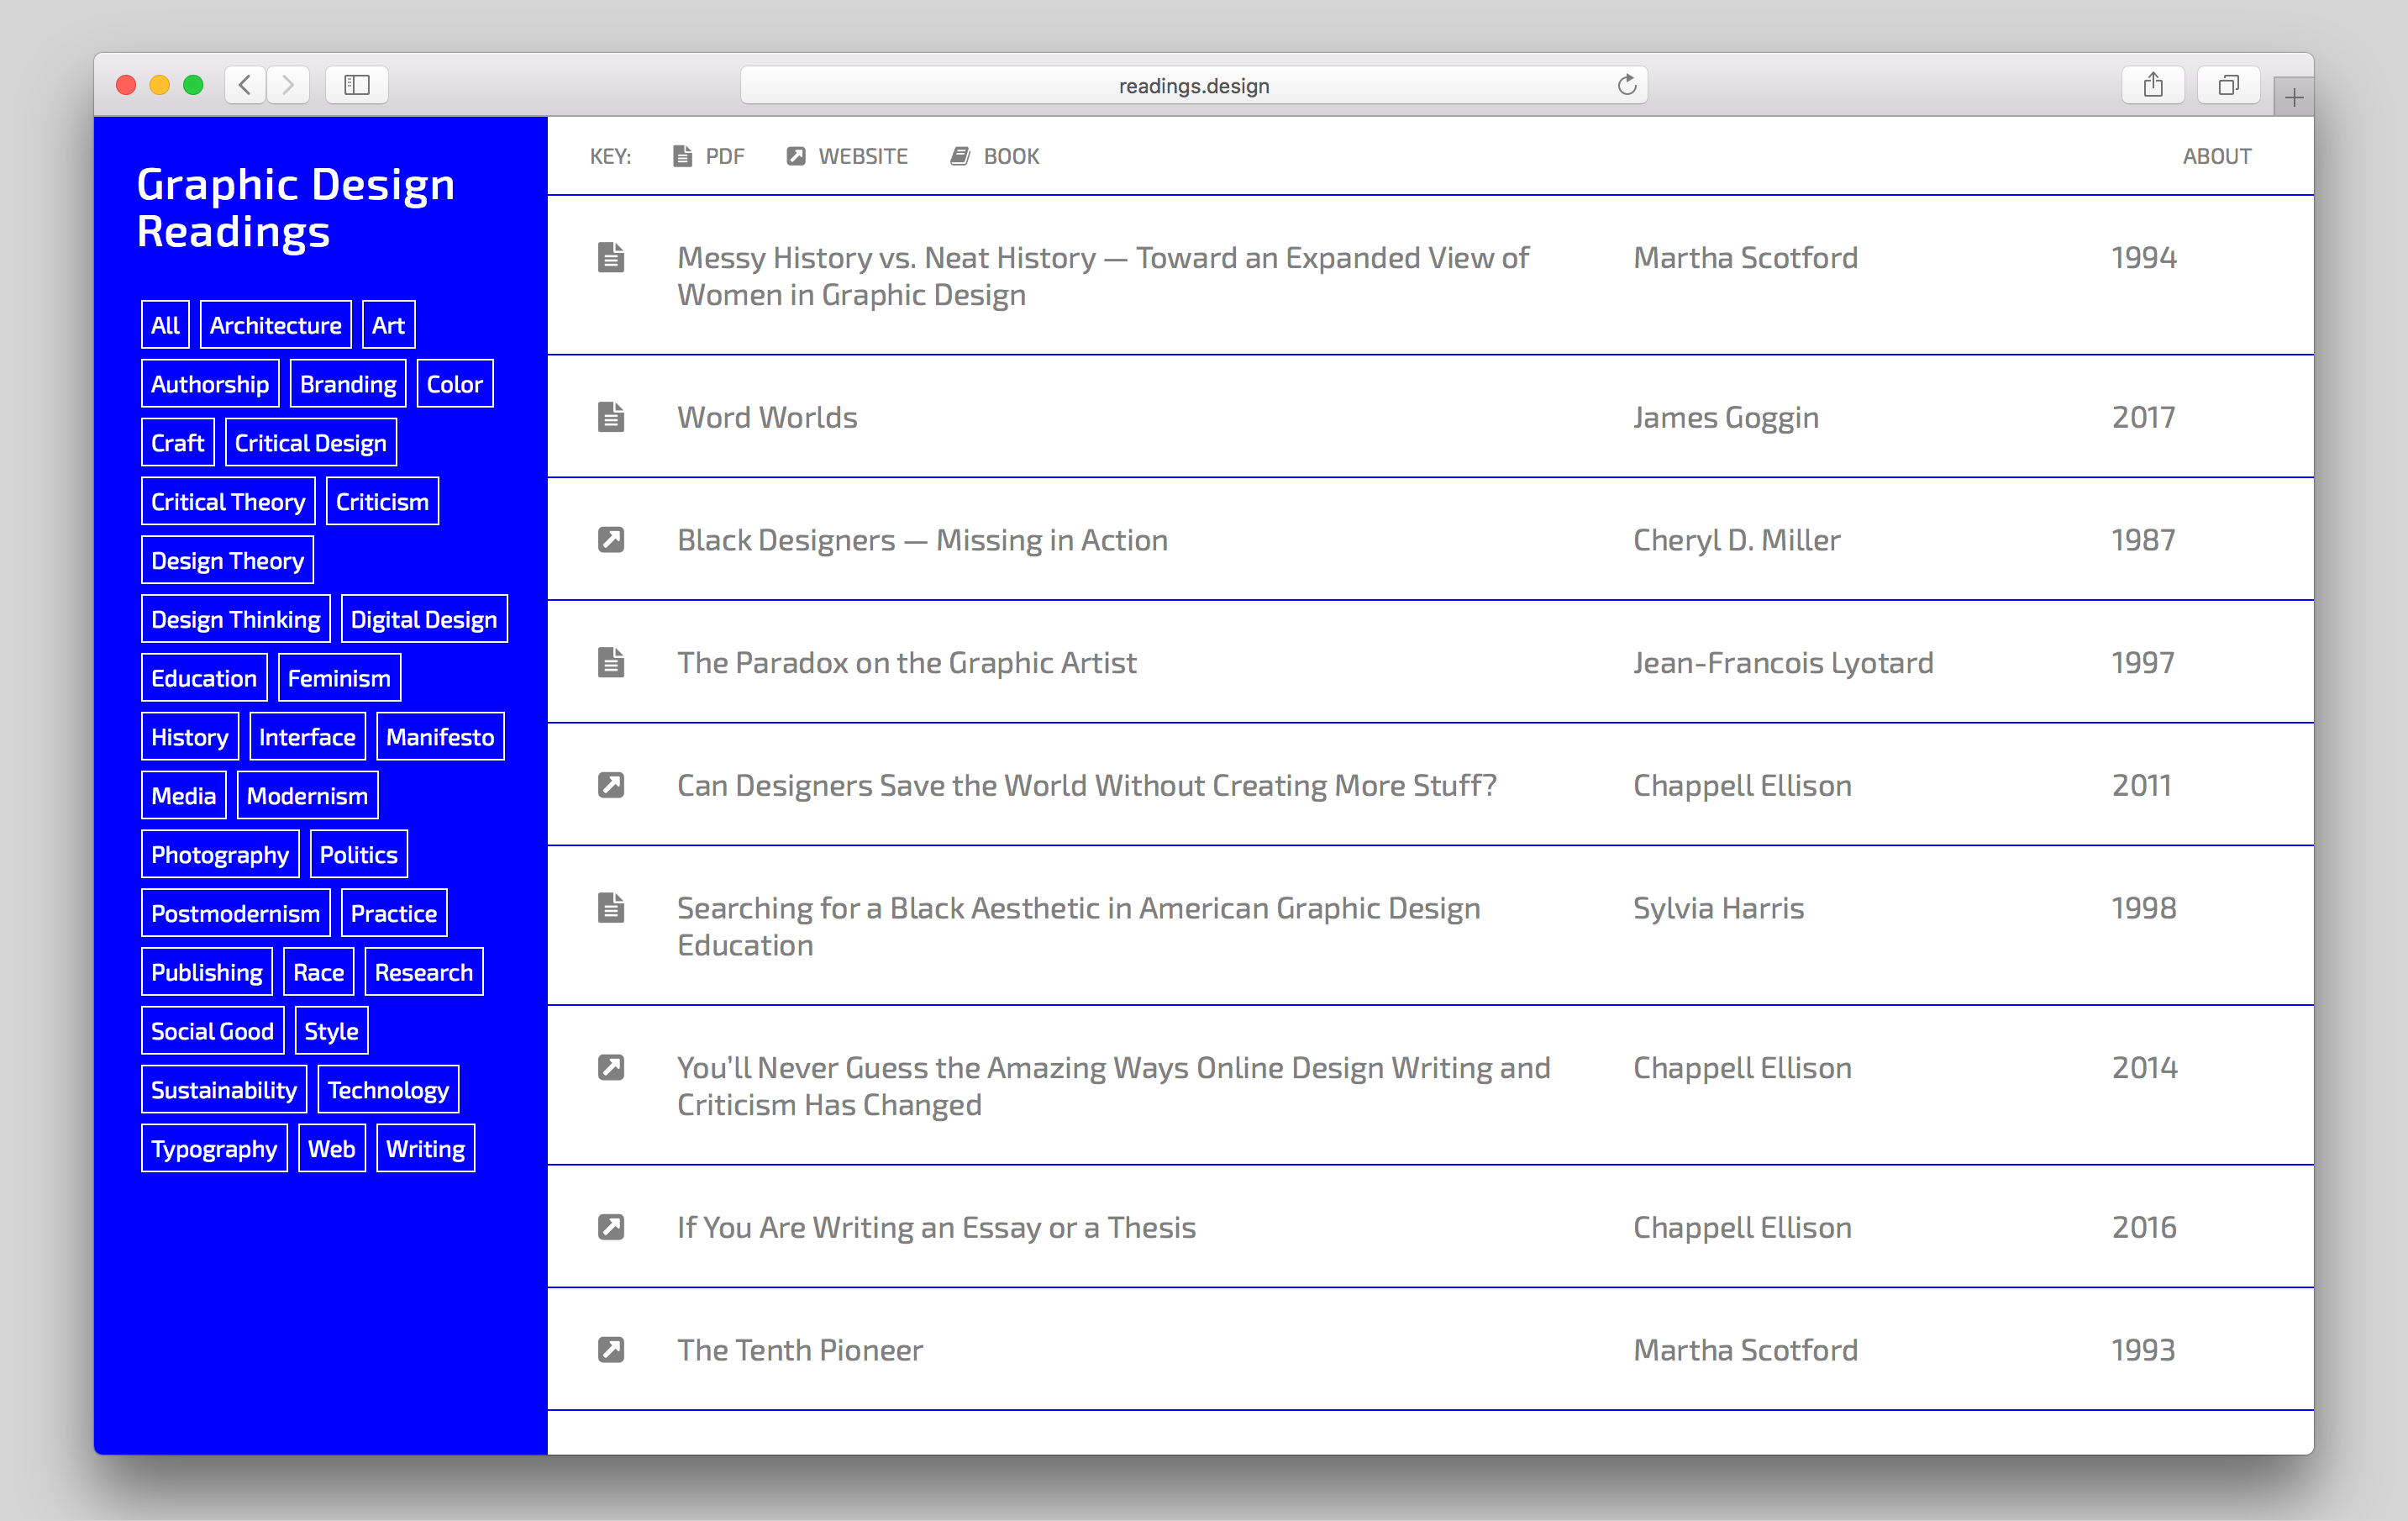 readings.design
Graphic Design
Readings
All Architecture Art
Authorship Branding Color
Craft Critical Design
Critical Theory Criticism
Design Theory
Design Thinking Digital Design
Education Feminism
History Interface Manifesto
Media Modernism
Photography Politics
Postmodernism Practice
Publishing Race Research
Social Good Style
Sustainability Technology
Typography Web Writing
KEY: PDF WEBSITE BOOK ABOUT
Messy History vs. Neat History — Toward an Expanded View of Martha Scotford 1994
Women in Graphic Design
Word Worlds James Goggin 2017
Black Designers — Missing in Action Cheryl D. Miller 1987
The Paradox on the Graphic Artist Jean-Francois Lyotard 1997
Can Designers Save the World Without Creating More Stuff? Chappell Ellison 2011
Searching for a Black Aesthetic in American Graphic Design Sylvia Harris 1998
Education
You'll Never Guess the Amazing Ways Online Design Writing and Chappell Ellison 2014
Criticism Has Changed
If You Are Writing an Essay or a Thesis Chappell Ellison 2016
The Tenth Pioneer Martha Scotford 1993